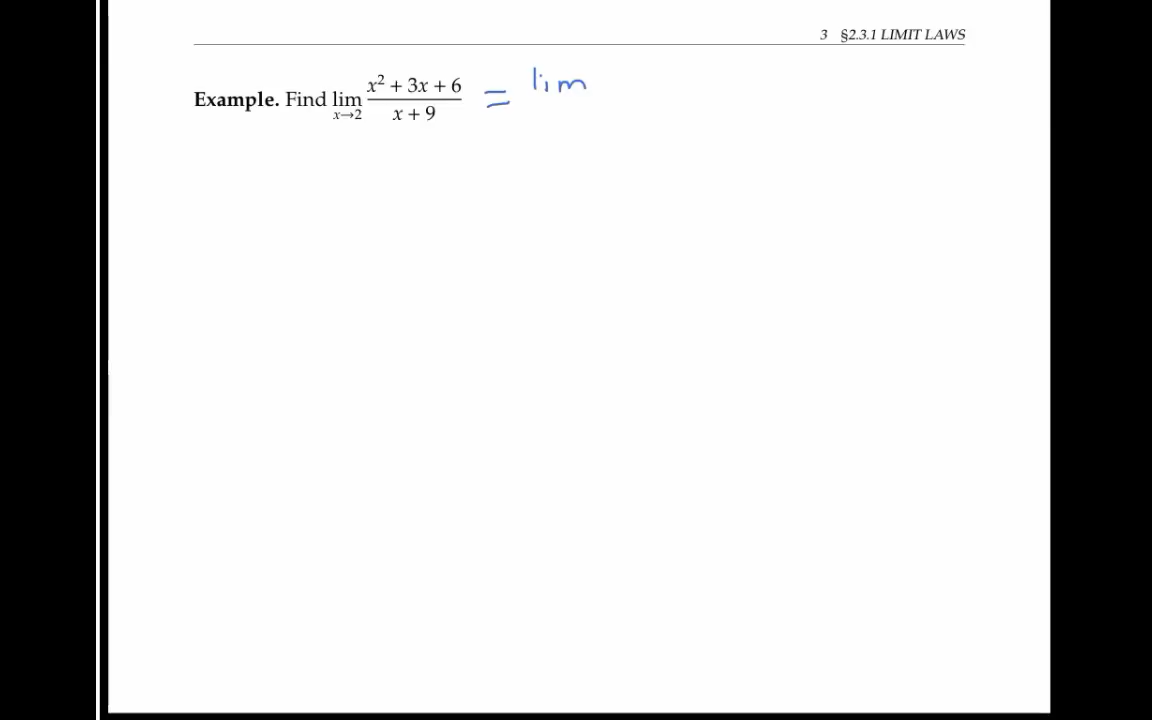 3 §2.3.1 LIMIT LAWS
Example. Find lim x→2 (x² + 3x + 6)/(x + 9) = lim